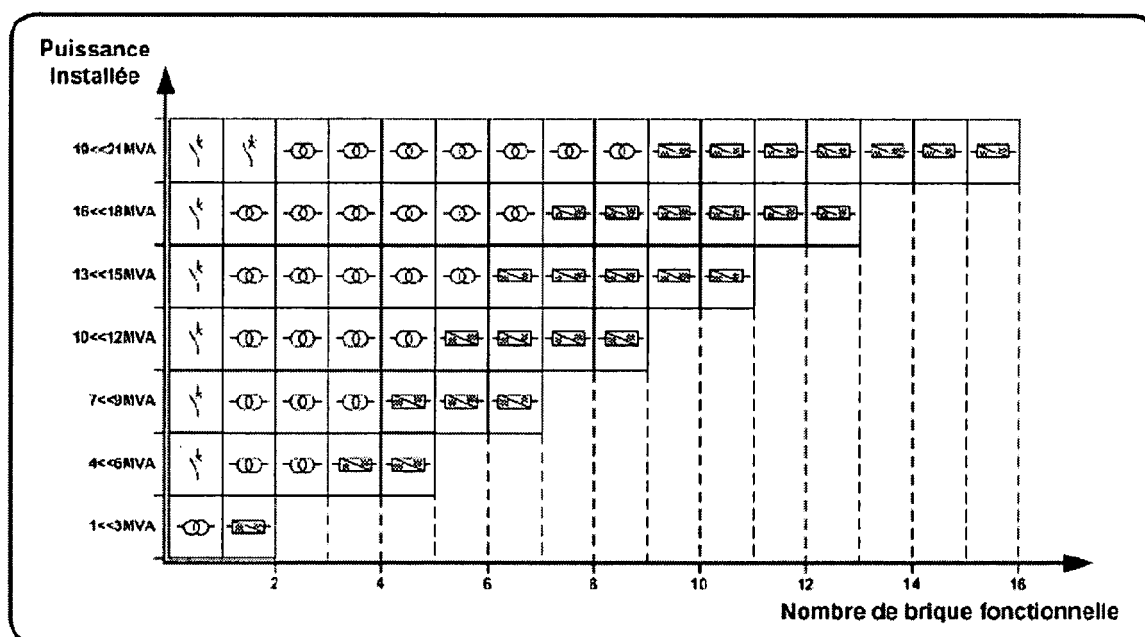 Puissance
Installée
19<<21MVA
16<<18MVA
13<<15MVA
10<<12MVA
7<<9MVA
4<<6MVA
1<<3MVA
2 4 6 8 10 12 14 16
Nombre de brique fonctionnelle